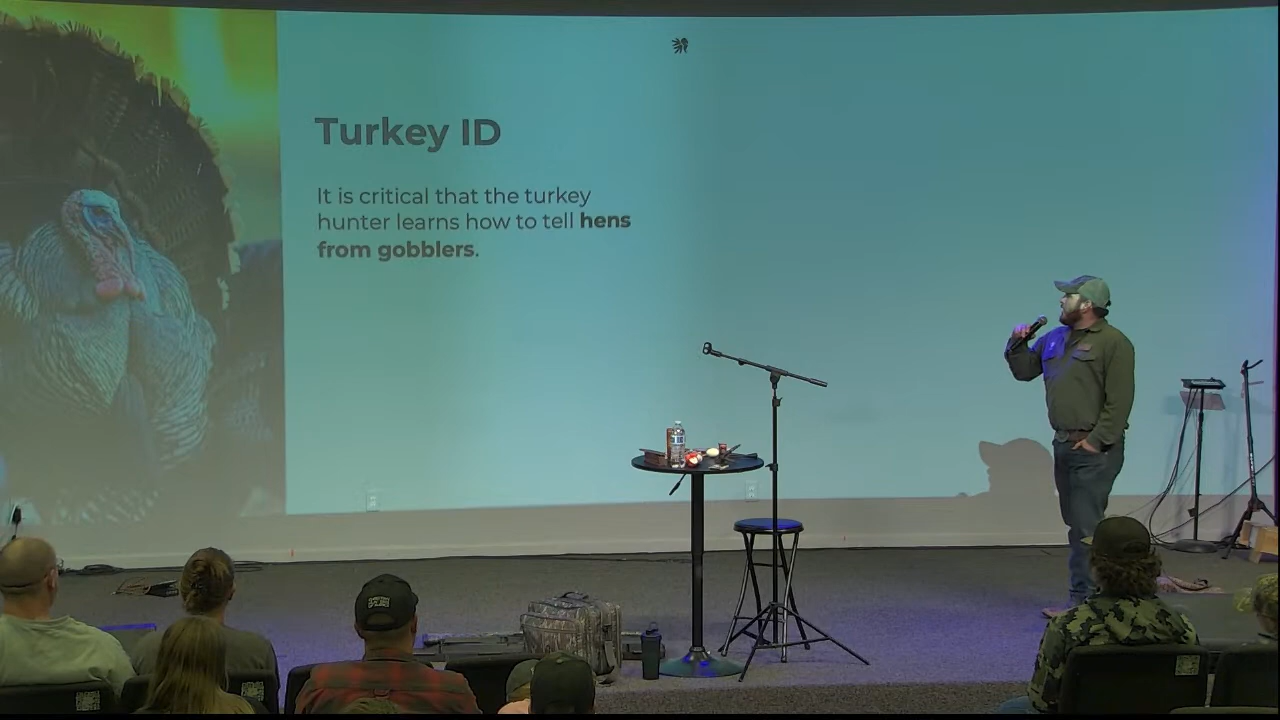 Turkey ID
It is critical that the turkey
hunter learns how to tell hens
from gobblers.